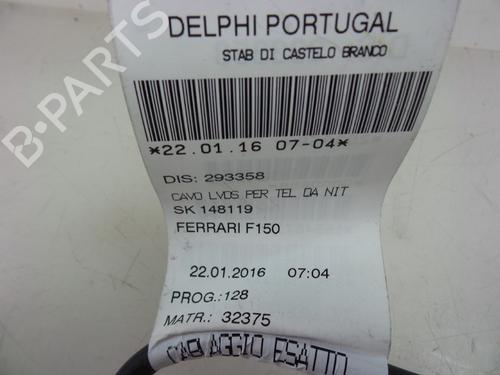 DELPHI PORTUGAL
STAB DI CASTELO BRANCO
*22.01.16 07-04*
DIS: 293358
CAVO LVDS PER TEL DA NIT
SK 148119
FERRARI F150
22.01.2016 07:04
PROG.:128
MATR.: 32375
CABLAGGIO ESATTO
B-PARTS